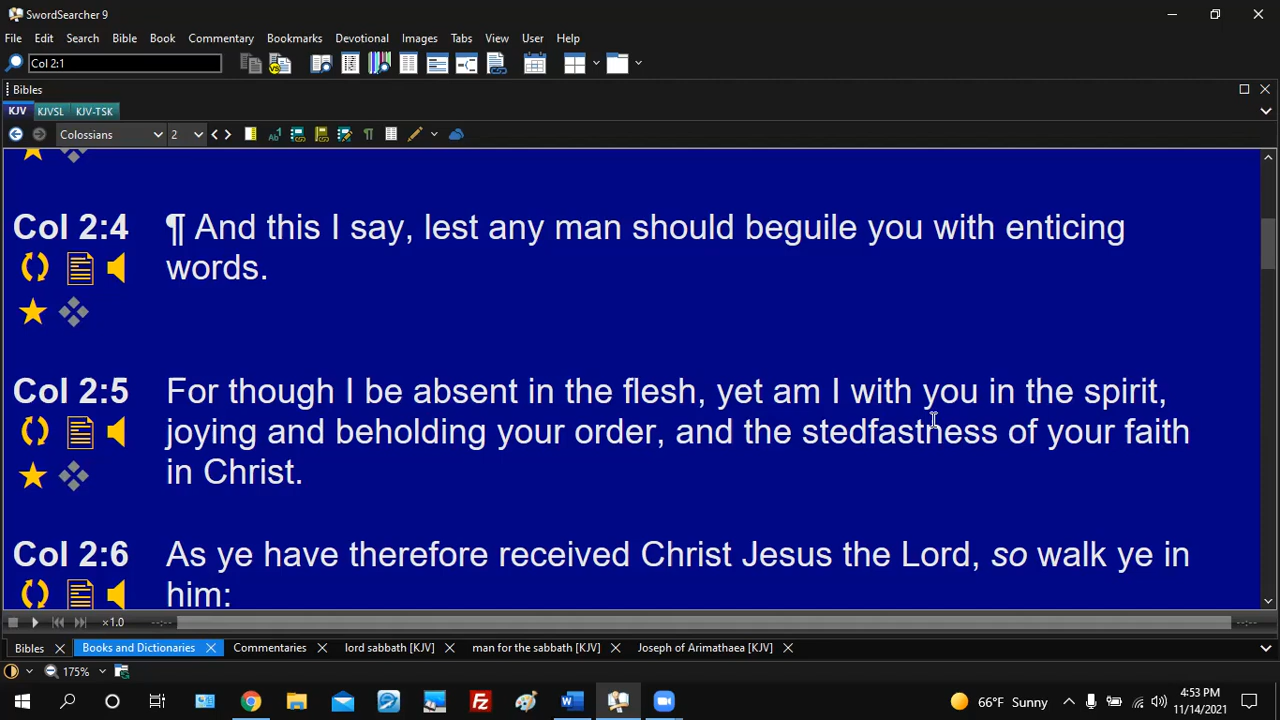 SwordSearcher 9
File Edit Search Bible Book Commentary Bookmarks Devotional Images Tabs View User Help
Col 2:1
Bibles
KJV KJVSL KJV-TSK
Colossians 2
Col 2:4 ¶ And this I say, lest any man should beguile you with enticing
words.
Col 2:5 For though I be absent in the flesh, yet am I with you in the spirit,
joying and beholding your order, and the stedfastness of your faith
in Christ.
Col 2:6 As ye have therefore received Christ Jesus the Lord, so walk ye in
him:
×1.0 --:-- --:--
Bibles Books and Dictionaries Commentaries lord sabbath [KJV] man for the sabbath [KJV] Joseph of Arimathaea [KJV]
175%
66°F Sunny 4:53 PM
11/14/2021